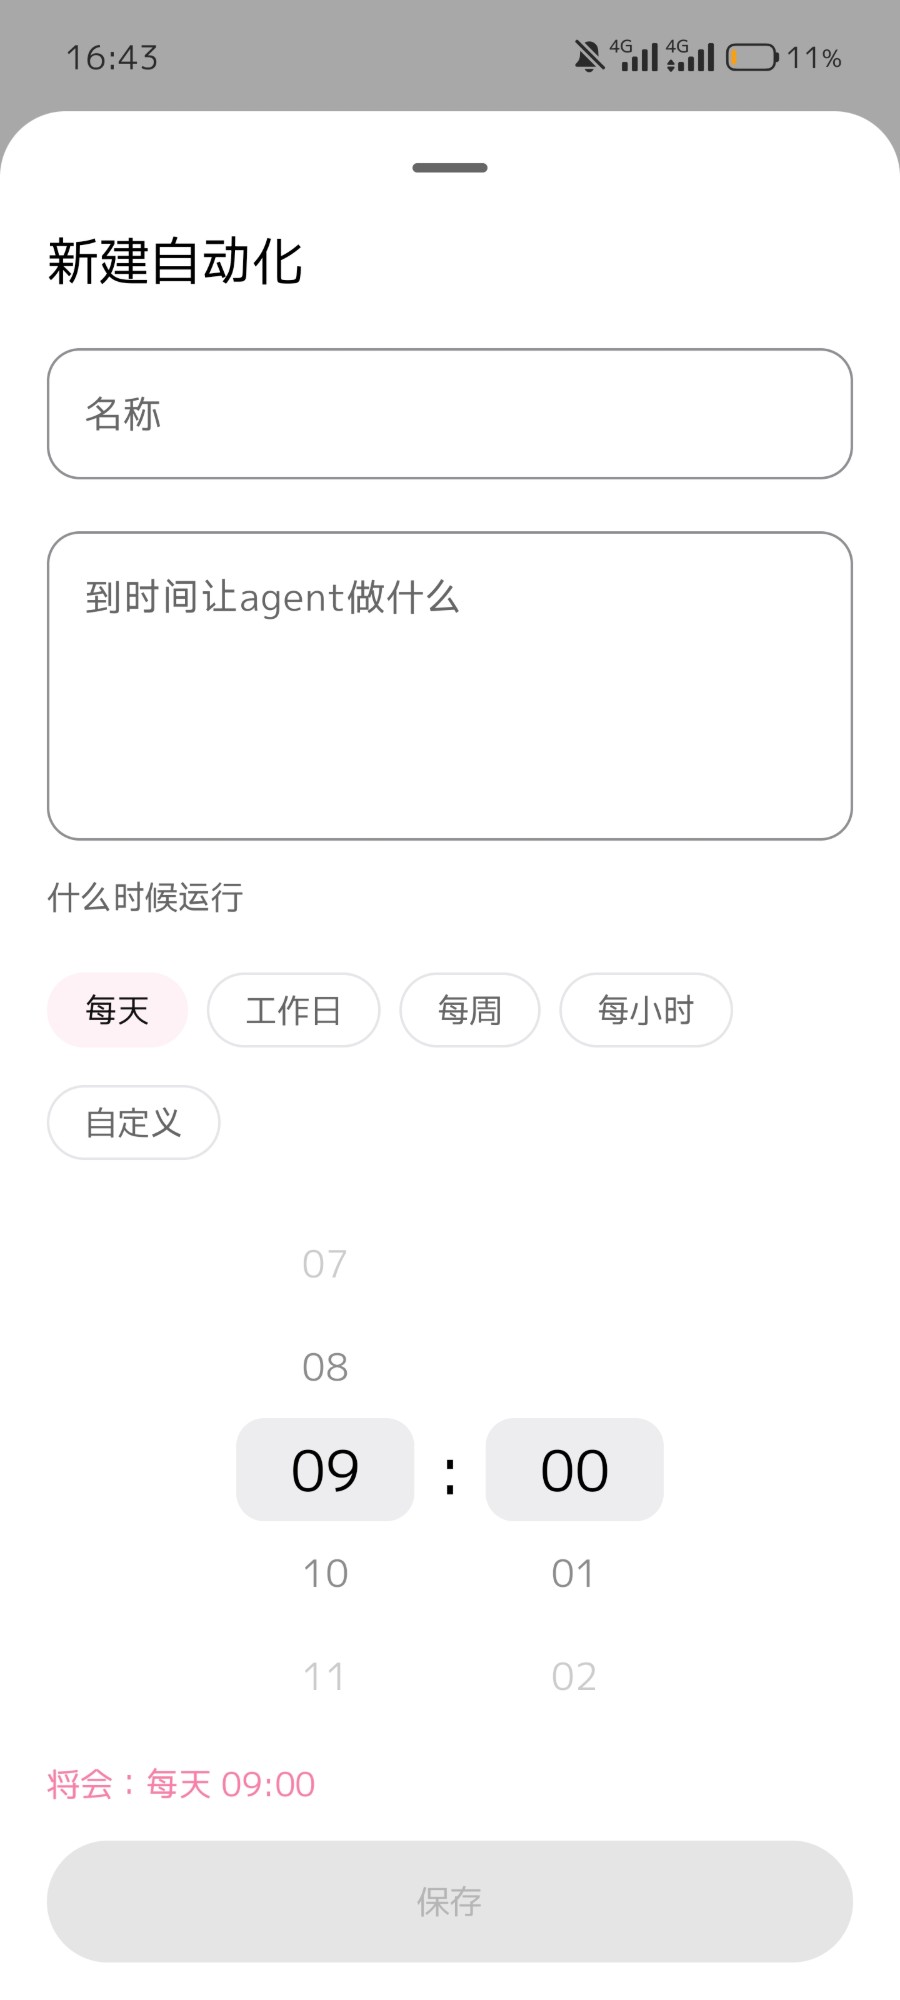 16:43 4G 4G 11%
新建自动化
名称
到时间让agent做什么
什么时候运行
每天 工作日 每周 每小时
自定义
07
08
09 : 00
10 01
11 02
将会：每天 09:00
保存